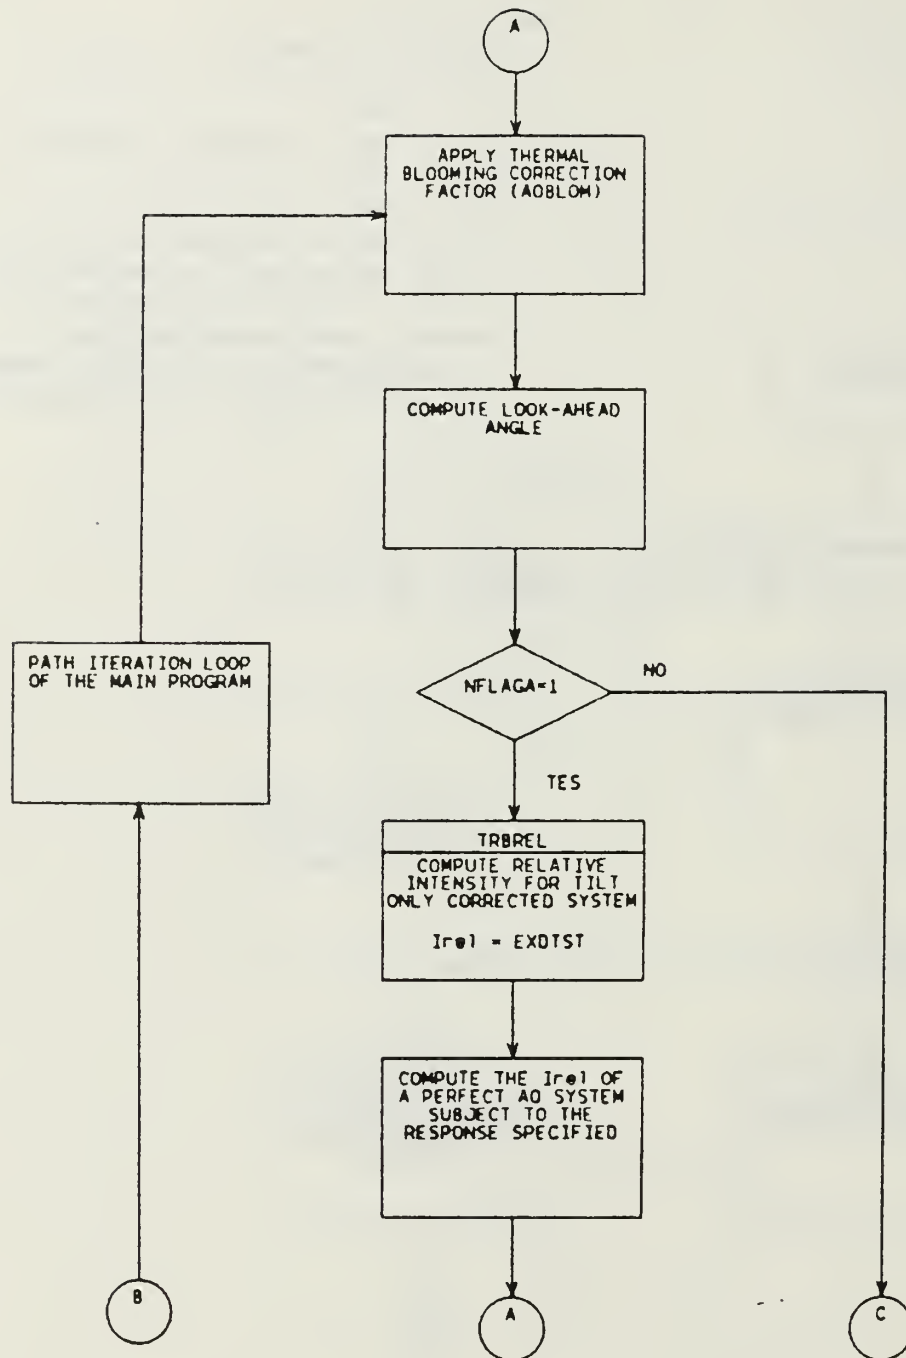 A
APPLY THERMAL
BLOOMING CORRECTION
FACTOR (AOBLOM)
COMPUTE LOOK-AHEAD
ANGLE
PATH ITERATION LOOP
OF THE MAIN PROGRAM
NFLAGA=1
NO
TES
TRBREL
COMPUTE RELATIVE
INTENSITY FOR TILT
ONLY CORRECTED SYSTEM
Irel = EXDTST
COMPUTE THE Irel OF
A PERFECT AO SYSTEM
SUBJECT TO THE
RESPONSE SPECIFIED
B
A
C